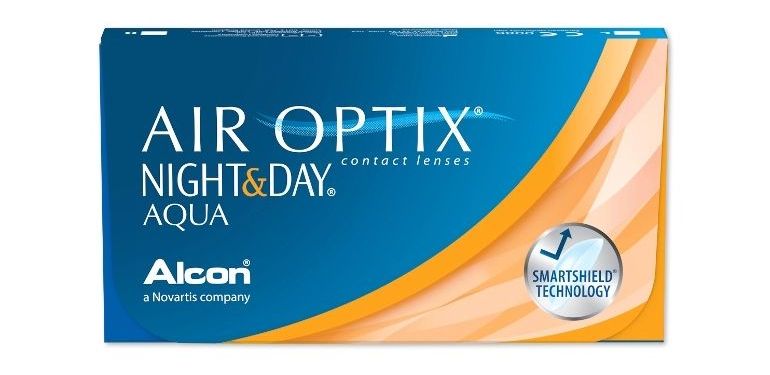 AIR OPTIX®
contact lenses
NIGHT&DAY®
AQUA
Alcon®
a Novartis company
SMARTSHIELD®
TECHNOLOGY